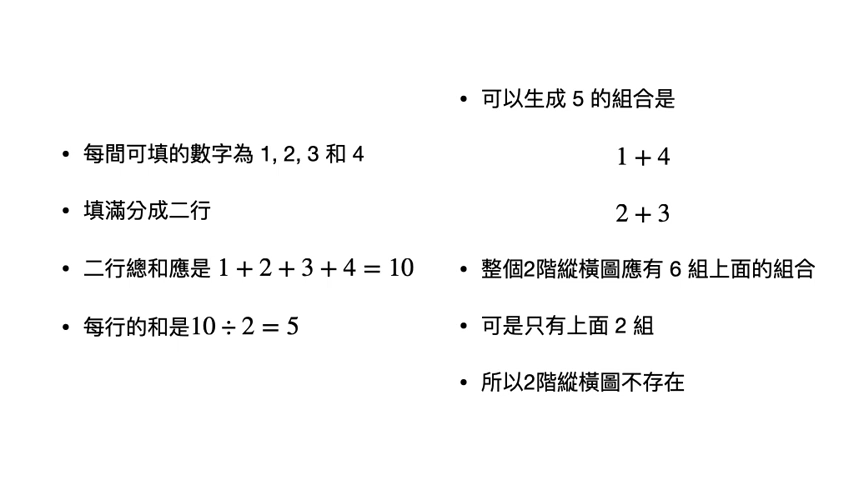 • 每間可填的數字為 1, 2, 3 和 4
• 填滿分成二行
• 二行總和應是 1 + 2 + 3 + 4 = 10
• 每行的和是10 ÷ 2 = 5
• 可以生成 5 的組合是
1 + 4
2 + 3
• 整個2階縱橫圖應有 6 組上面的組合
• 可是只有上面 2 組
• 所以2階縱橫圖不存在